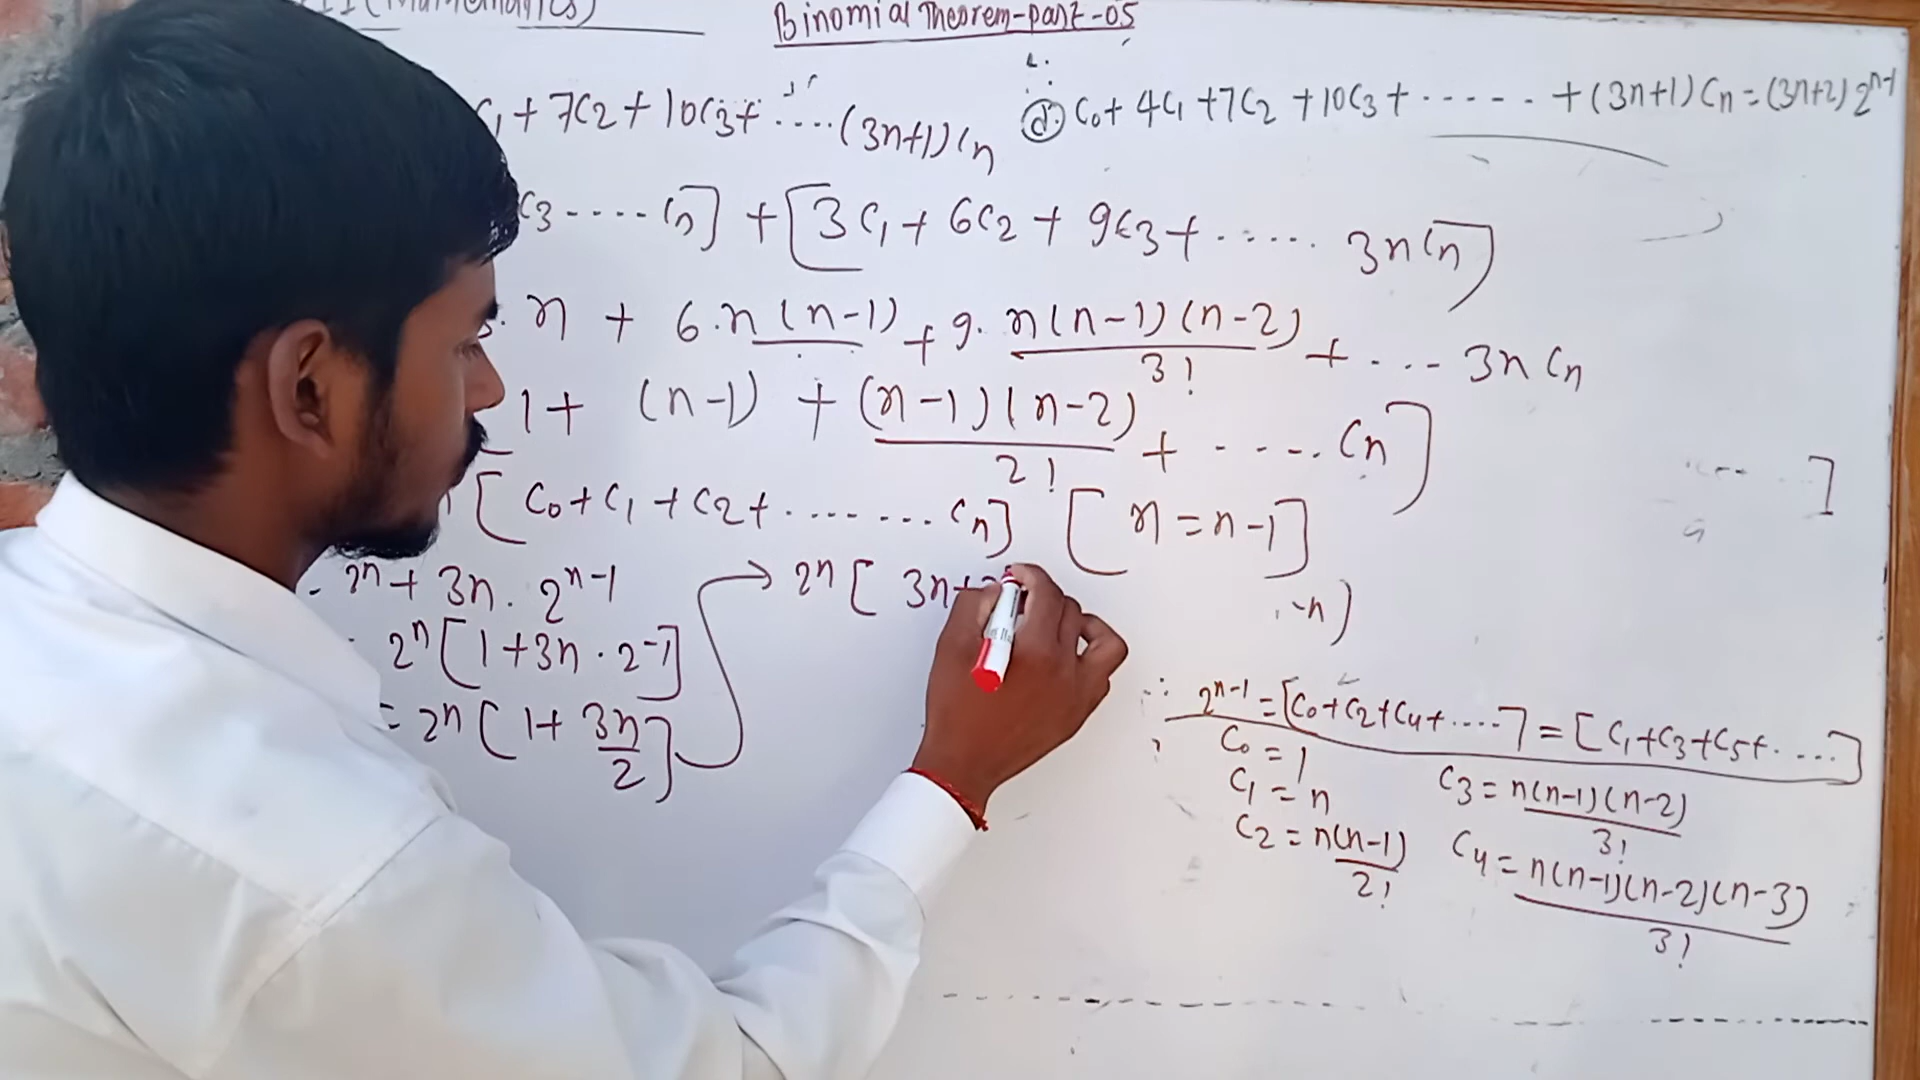 Binomial Theorem-part-05
C₁ + 7C₂ + 10C₃ + .... (3n+1) Cn
(d) C₀ + 4C₁ + 7C₂ + 10C₃ + ...... + (3n+1) Cn = (3n+2) 2ⁿ⁻¹
C₃ ---- Cn] + [3C₁ + 6C₂ + 9C₃ + ...... 3n Cn]
. n + 6. n(n-1) + 9. n(n-1)(n-2)/3! + .... 3n Cn
1 + (n-1) + (n-1)(n-2)/2! + ..... Cn]
[C₀ + C₁ + C₂ + ........ Cn] [n = n-1]
2ⁿ + 3n . 2ⁿ⁻¹
2ⁿ [1 + 3n . 2⁻¹]
= 2ⁿ [1 + 3n/2]
→ 2ⁿ [ 3n+
-n)
∴ 2ⁿ⁻¹ = [C₀+C₂+C₄+.....] = [C₁+C₃+C₅+....]
C₀ = 1
C₁ = n
C₂ = n(n-1)/2!
C₃ = n(n-1)(n-2)/3!
C₄ = n(n-1)(n-2)(n-3)/3!